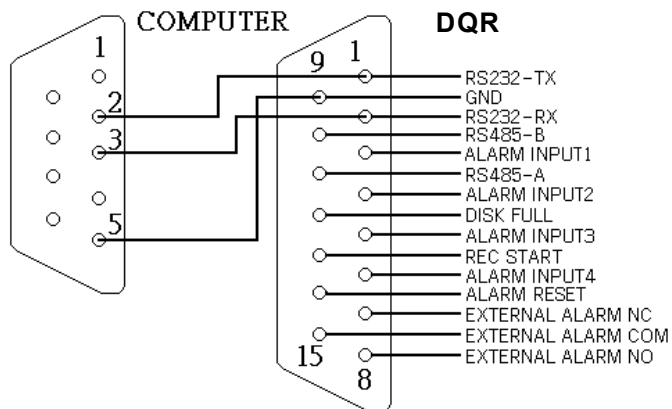 COMPUTER
DQR
1
2
3
5
9
1
15
8
RS232-TX
GND
RS232-RX
RS485-B
ALARM INPUT1
RS485-A
ALARM INPUT2
DISK FULL
ALARM INPUT3
REC START
ALARM INPUT4
ALARM RESET
EXTERNAL ALARM NC
EXTERNAL ALARM COM
EXTERNAL ALARM NO